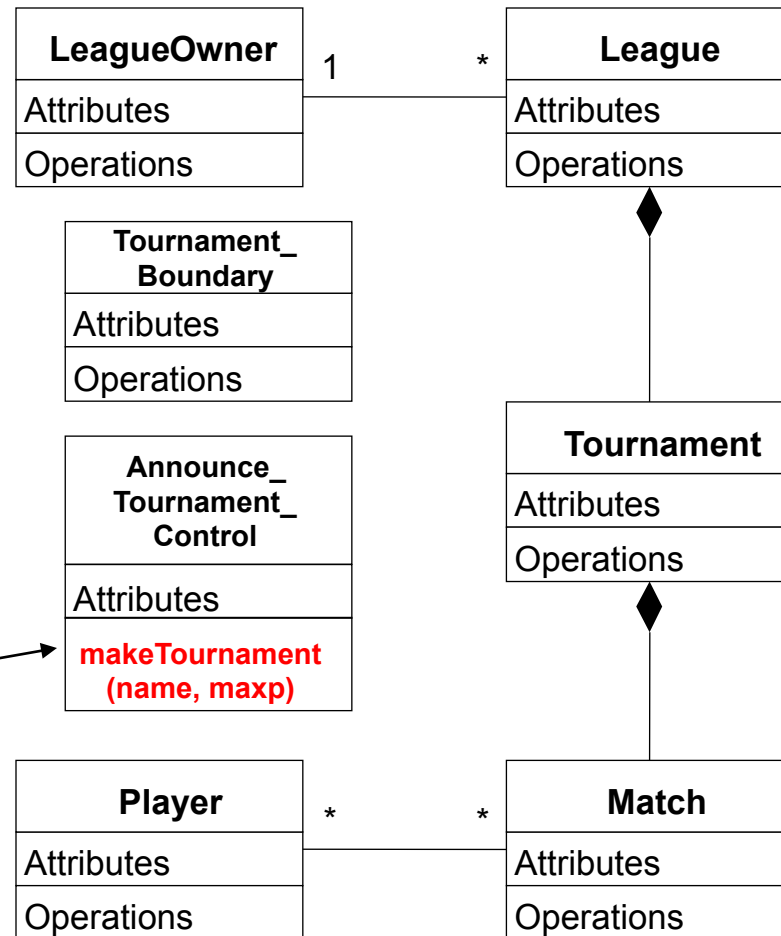 LeagueOwner
Attributes
Operations
1
*
League
Attributes
Operations
Tournament_
Boundary
Attributes
Operations
Announce_
Tournament_
Control
Attributes
makeTournament
(name, maxp)
Tournament
Attributes
Operations
Player
Attributes
Operations
*
*
Match
Attributes
Operations